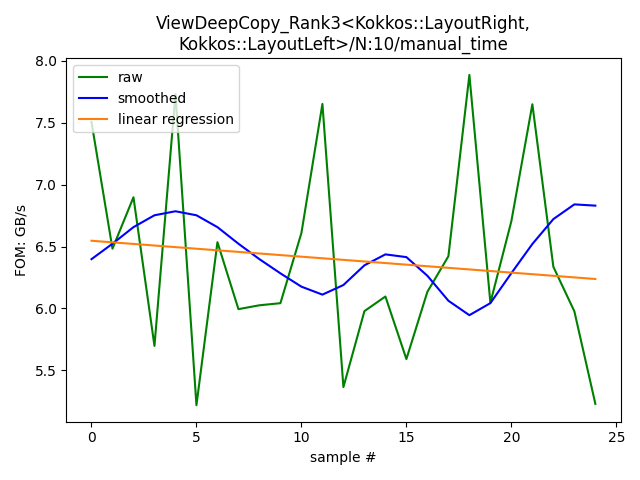 ViewDeepCopy_Rank3<Kokkos::LayoutRight,
Kokkos::LayoutLeft>/N:10/manual_time
raw
smoothed
linear regression
FOM: GB/s
8.0
7.5
7.0
6.5
6.0
5.5
0
5
10
15
20
25
sample #